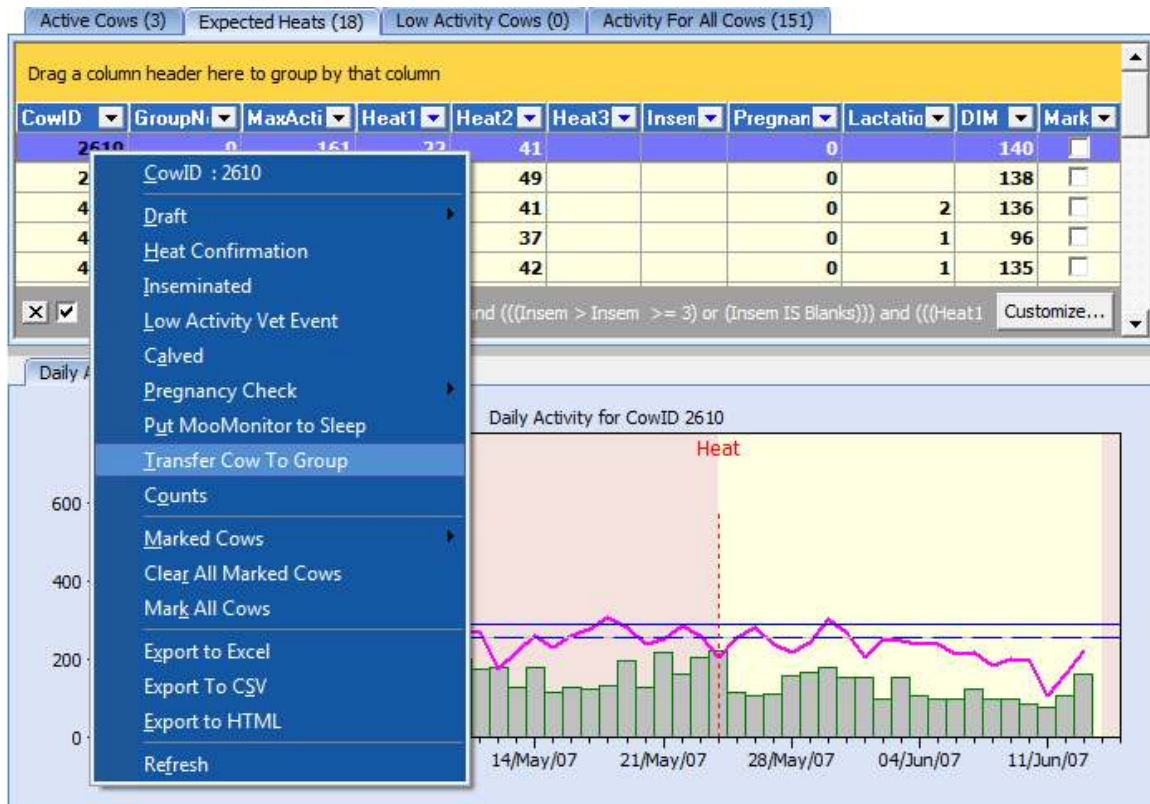 Active Cows (3) Expected Heats (18) Low Activity Cows (0) Activity For All Cows (151)
Drag a column header here to group by that column
CowID GroupN MaxActi Heat1 Heat2 Heat3 Insen Pregnan Lactatio DIM Mark
2610 0 161 22 41 0 140
2 49 0 138
4 41 0 2 136
4 37 0 1 96
4 42 0 1 135
nd (((Insem > Insem >= 3) or (Insem IS Blanks))) and (((Heat1 Customize...
CowID : 2610
Draft
Heat Confirmation
Inseminated
Low Activity Vet Event
Calved
Pregnancy Check
Put MooMonitor to Sleep
Transfer Cow To Group
Counts
Marked Cows
Clear All Marked Cows
Mark All Cows
Export to Excel
Export To CSV
Export to HTML
Refresh
Daily A
Daily Activity for CowID 2610
Heat
600
400
200
0
14/May/07 21/May/07 28/May/07 04/Jun/07 11/Jun/07